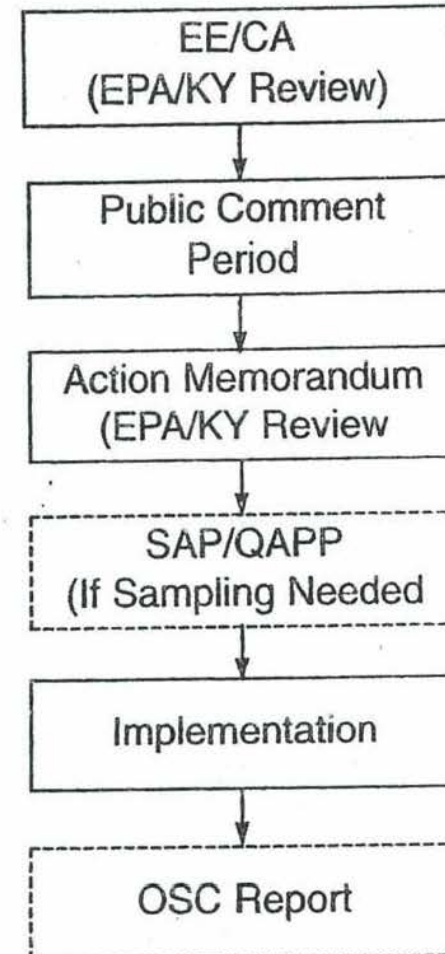 EE/CA
(EPA/KY Review)
Public Comment
Period
Action Memorandum
(EPA/KY Review
SAP/QAPP
(If Sampling Needed
Implementation
OSC Report